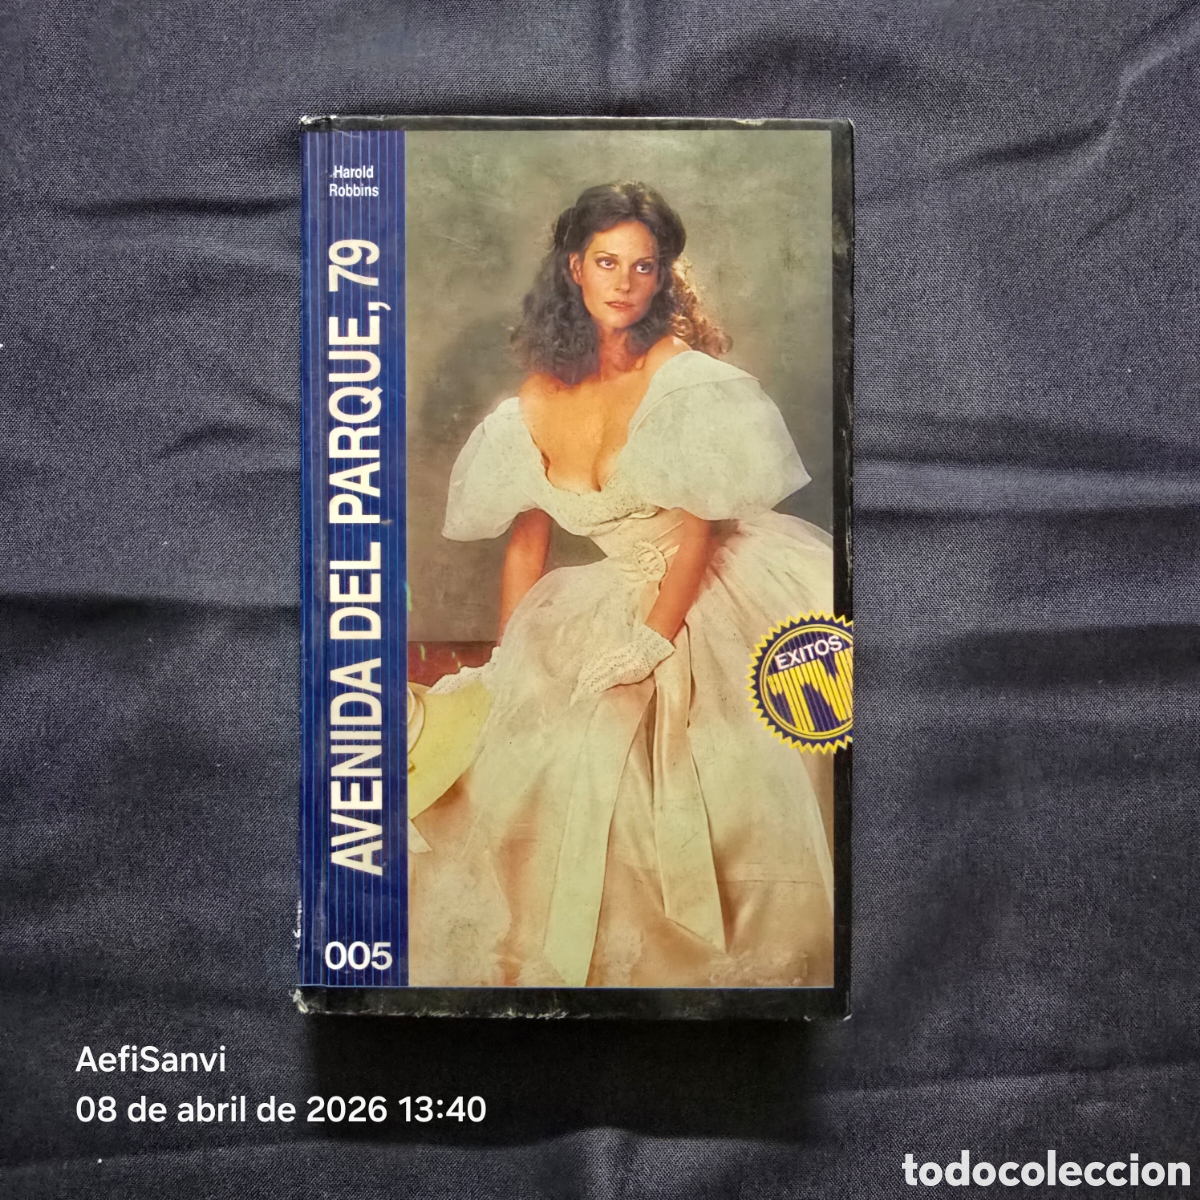 Harold
Robbins
AVENIDA DEL PARQUE, 79
EXITOS
TV
005
AefiSanvi
08 de abril de 2026 13:40
todocoleccion